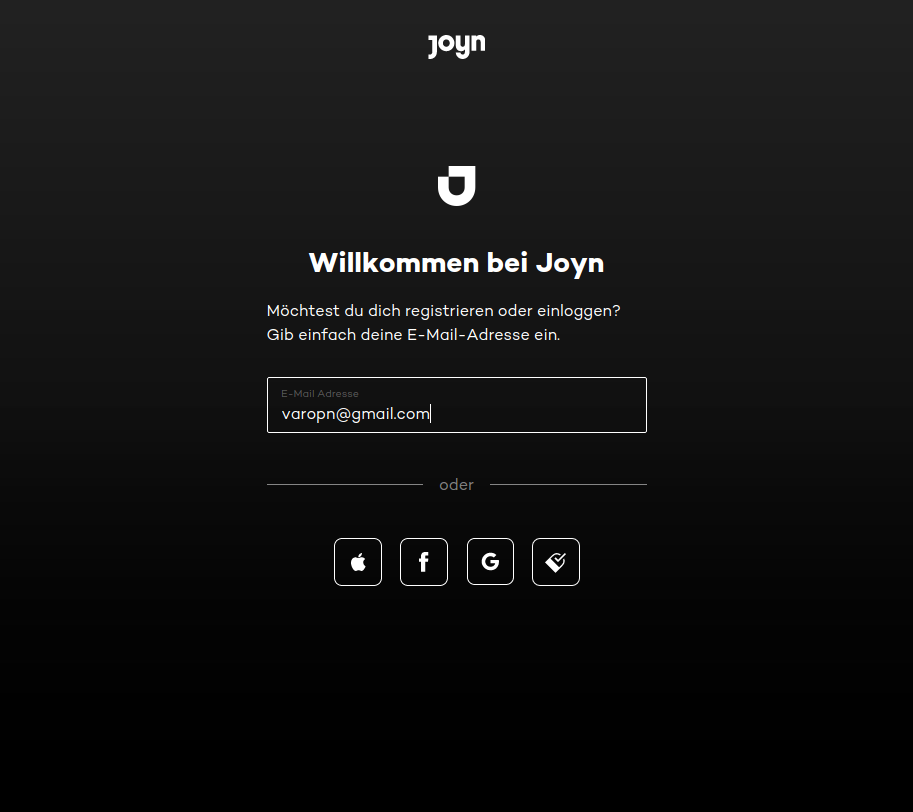 joyn
Willkommen bei Joyn
Möchtest du dich registrieren oder einloggen?
Gib einfach deine E-Mail-Adresse ein.
E-Mail Adresse
varopn@gmail.com
oder